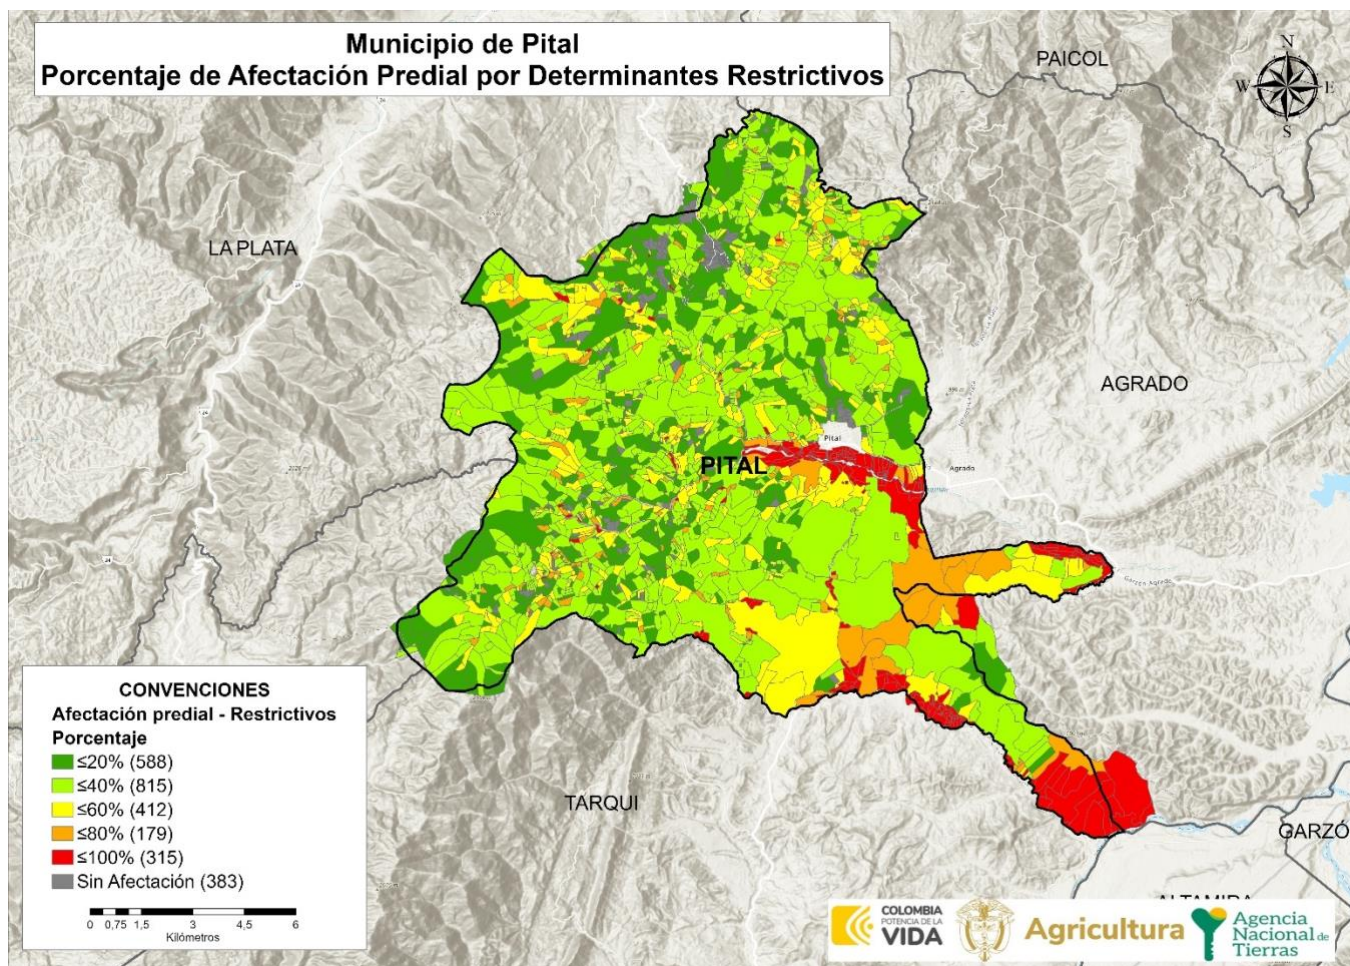 Municipio de Pital
Porcentaje de Afectación Predial por Determinantes Restrictivos
PAICOL
N
W E
S
LA PLATA
AGRADO
Pital
PITAL
Agrado
Garzón Agrado
TARQUI
GARZÓ
ALTAMIRA
CONVENCIONES
Afectación predial - Restrictivos
Porcentaje
≤20% (588)
≤40% (815)
≤60% (412)
≤80% (179)
≤100% (315)
Sin Afectación (383)
0 0,75 1,5 3 4,5 6
Kilómetros
COLOMBIA
POTENCIA DE LA
VIDA
Agricultura
Agencia
Nacional de
Tierras